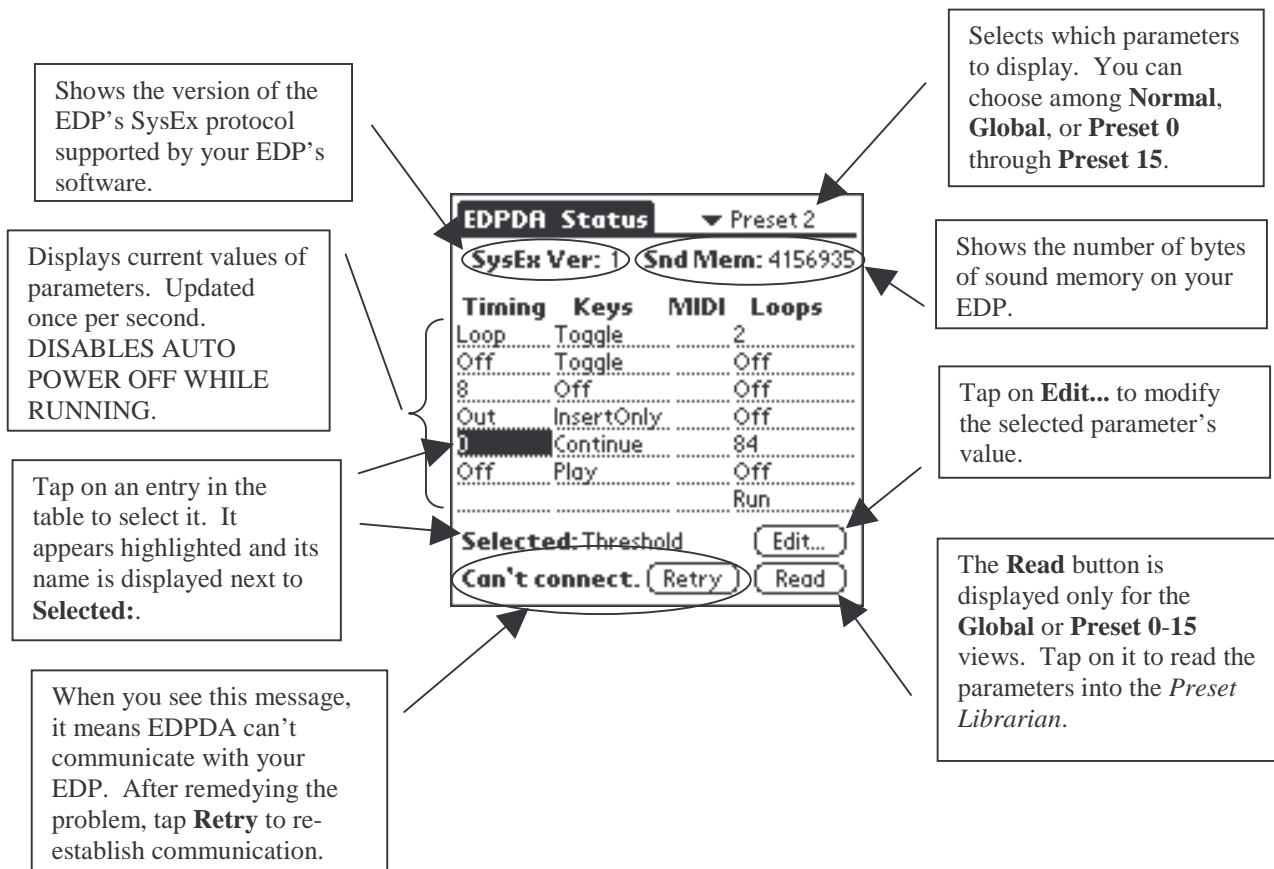 Shows the version of the
EDP’s SysEx protocol
supported by your EDP’s
software.
Displays current values of
parameters. Updated
once per second.
DISABLES AUTO
POWER OFF WHILE
RUNNING.
Tap on an entry in the
table to select it. It
appears highlighted and its
name is displayed next to
Selected:.
When you see this message,
it means EDPDA can’t
communicate with your
EDP. After remedying the
problem, tap Retry to re-
establish communication.
EDPDA Status Preset 2
SysEx Ver: 1 Snd Mem: 4156935
Timing Keys MIDI Loops
Loop Toggle 2
Off Toggle Off
8 Off Off
Out InsertOnly Off
0 Continue 84
Off Play Off
Run
Selected: Threshold Edit...
Can't connect. Retry Read
Selects which parameters
to display. You can
choose among Normal,
Global, or Preset 0
through Preset 15.
Shows the number of bytes
of sound memory on your
EDP.
Tap on Edit... to modify
the selected parameter’s
value.
The Read button is
displayed only for the
Global or Preset 0-15
views. Tap on it to read the
parameters into the Preset
Librarian.